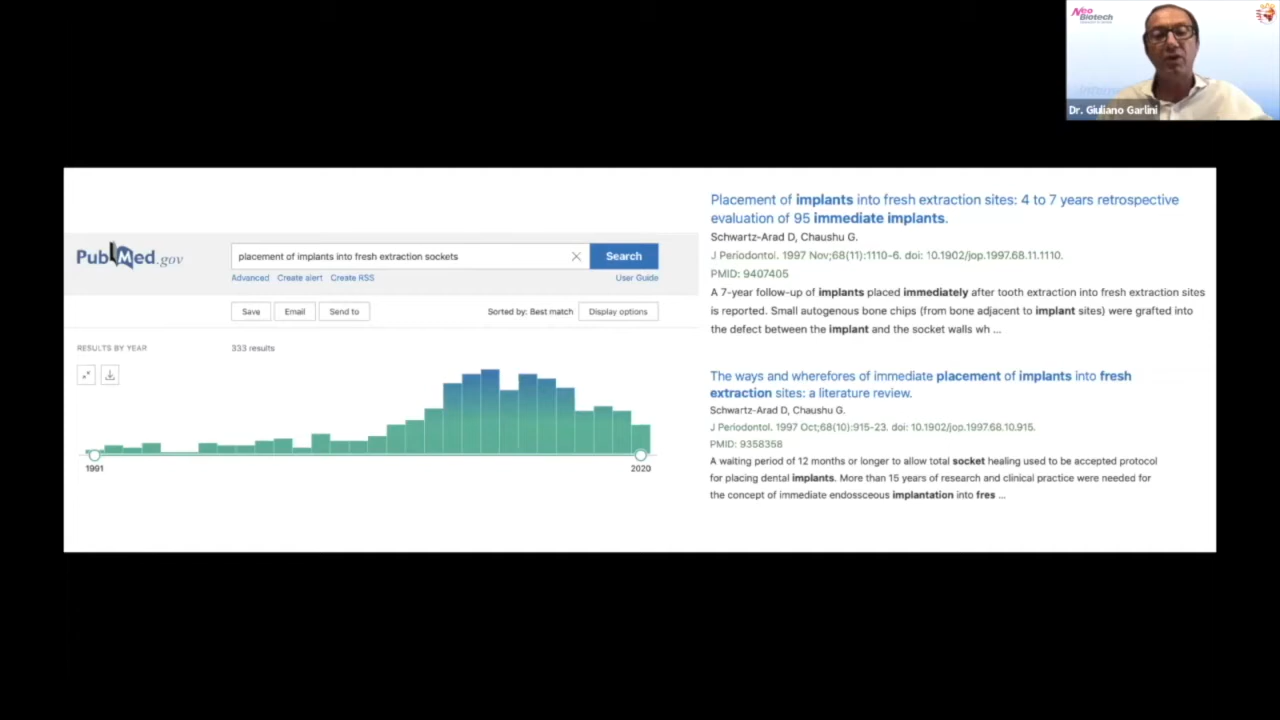 Neo
Biotech
Dr. Giuliano Garlini
PubMed.gov
placement of implants into fresh extraction sockets
Search
Advanced
Create alert
Create RSS
User Guide
Save
Email
Send to
Sorted by: Best match
Display options
RESULTS BY YEAR
333 results
1991
2020
Placement of implants into fresh extraction sites: 4 to 7 years retrospective
evaluation of 95 immediate implants.
Schwartz-Arad D, Chaushu G.
J Periodontol. 1997 Nov;68(11):1110-6. doi: 10.1902/jop.1997.68.11.1110.
PMID: 9407405
A 7-year follow-up of implants placed immediately after tooth extraction into fresh extraction sites
is reported. Small autogenous bone chips (from bone adjacent to implant sites) were grafted into
the defect between the implant and the socket walls wh ...
The ways and wherefores of immediate placement of implants into fresh
extraction sites: a literature review.
Schwartz-Arad D, Chaushu G.
J Periodontol. 1997 Oct;68(10):915-23. doi: 10.1902/jop.1997.68.10.915.
PMID: 9358358
A waiting period of 12 months or longer to allow total socket healing used to be accepted protocol
for placing dental implants. More than 15 years of research and clinical practice were needed for
the concept of immediate endossceous implantation into fres ...